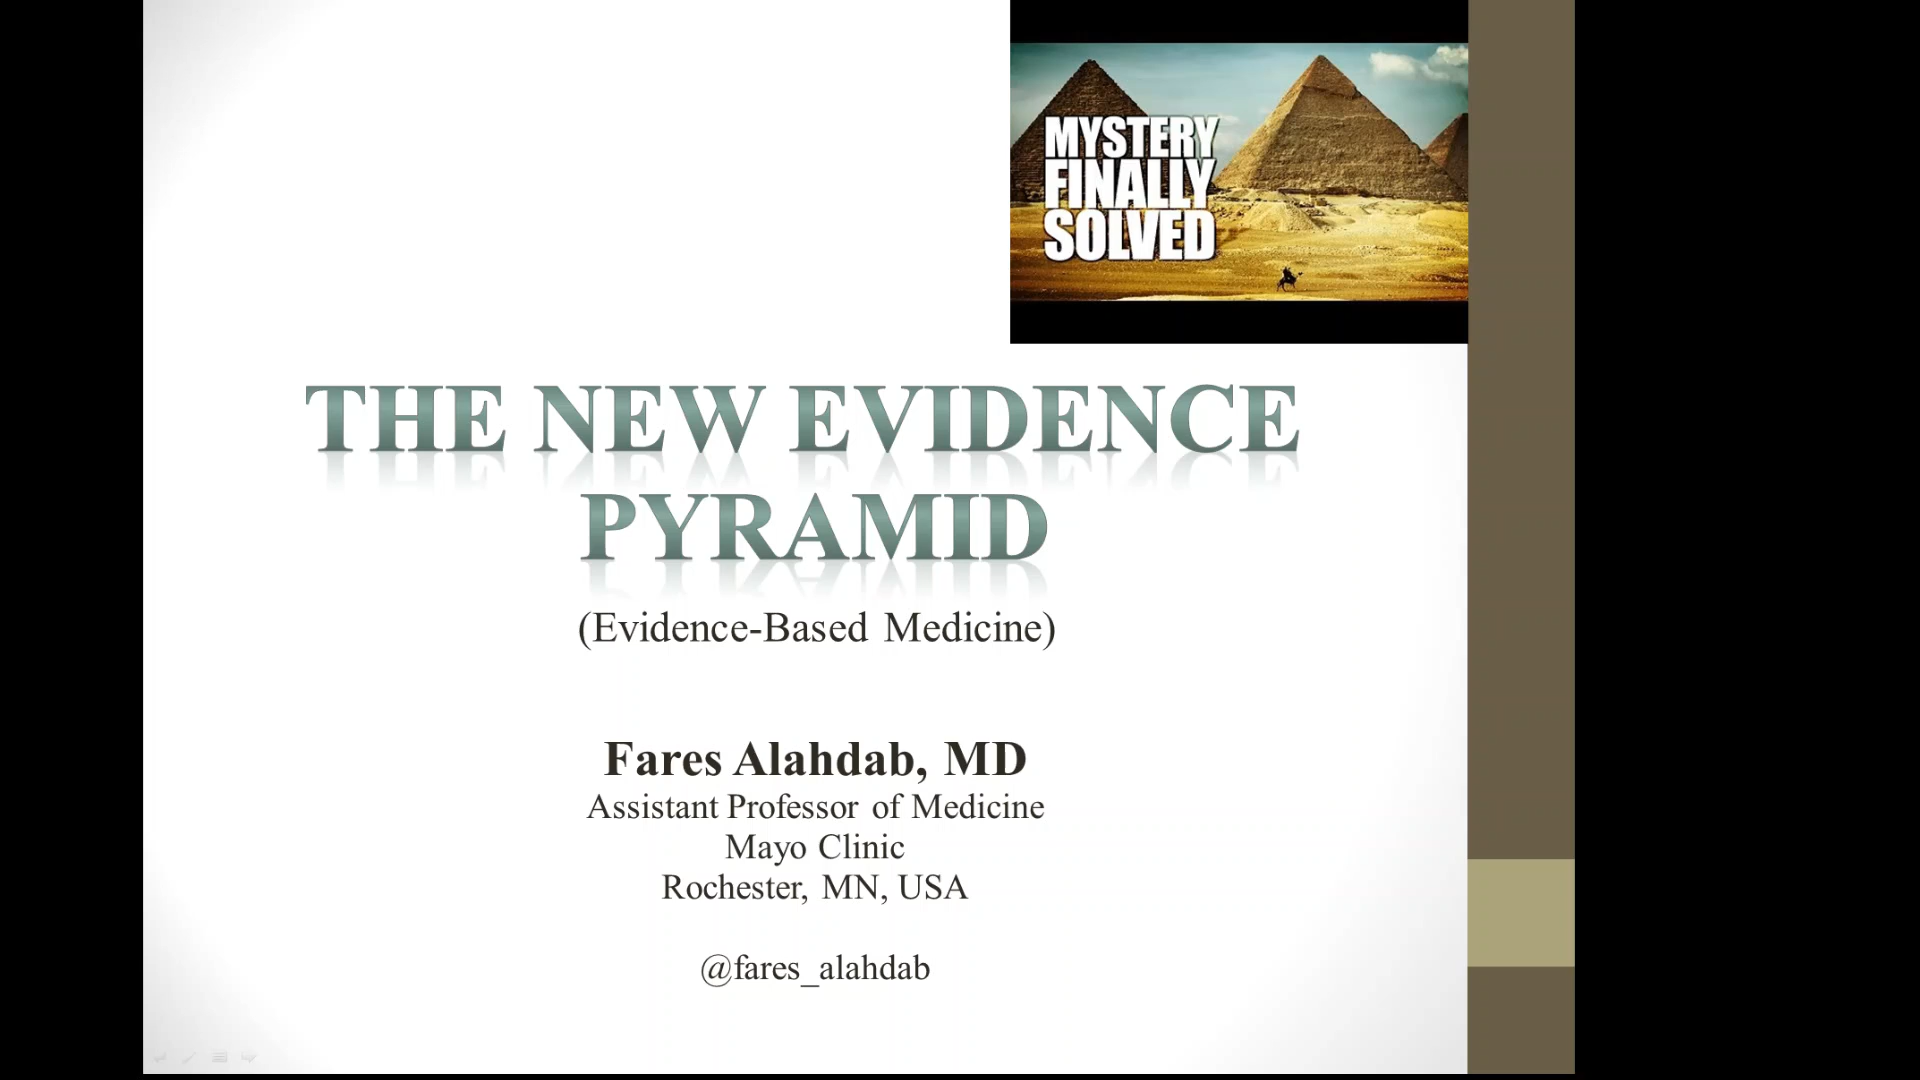 MYSTERY
FINALLY
SOLVED
THE NEW EVIDENCE
PYRAMID
(Evidence-Based Medicine)
Fares Alahdab, MD
Assistant Professor of Medicine
Mayo Clinic
Rochester, MN, USA
@fares_alahdab